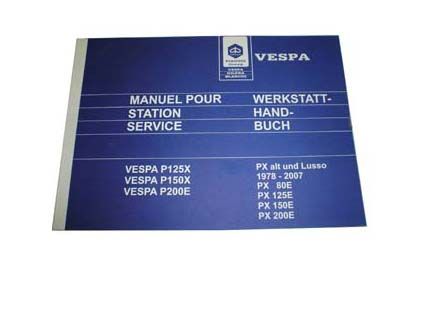 VESPA
MANUEL POUR
STATION
SERVICE
WERKSTATT-
HAND-
BUCH
VESPA P125X
VESPA P150X
VESPA P200E
PX alt und Lusso
1978 - 2007
PX 80E
PX 125E
PX 150E
PX 200E